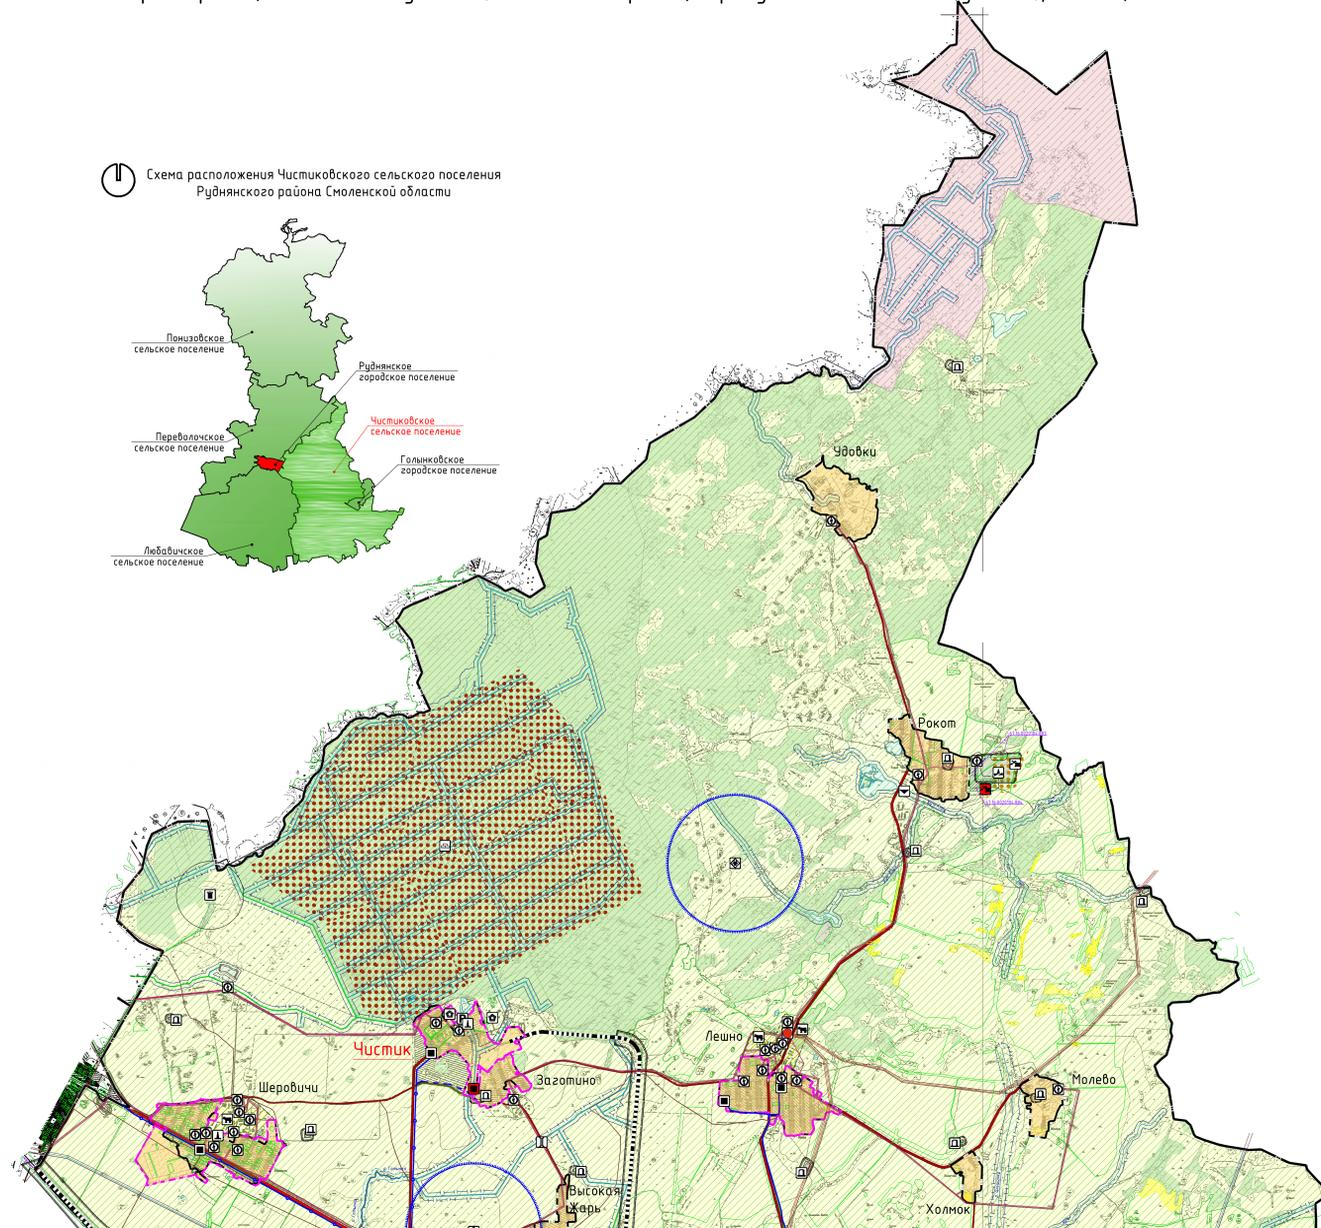 Схема расположения Чистиковского сельского поселения
Руднянского района Смоленской области
Понизовское
сельское поселение
Руднянское
городское поселение
Чистиковское
сельское поселение
Переволочское
сельское поселение
Голынковское
городское поселение
Любавичское
сельское поселение
Удовки
Рокот
Лешно
Чистик
Заготино
Молево
Шеровичи
Высокая
Жарь
Холмок